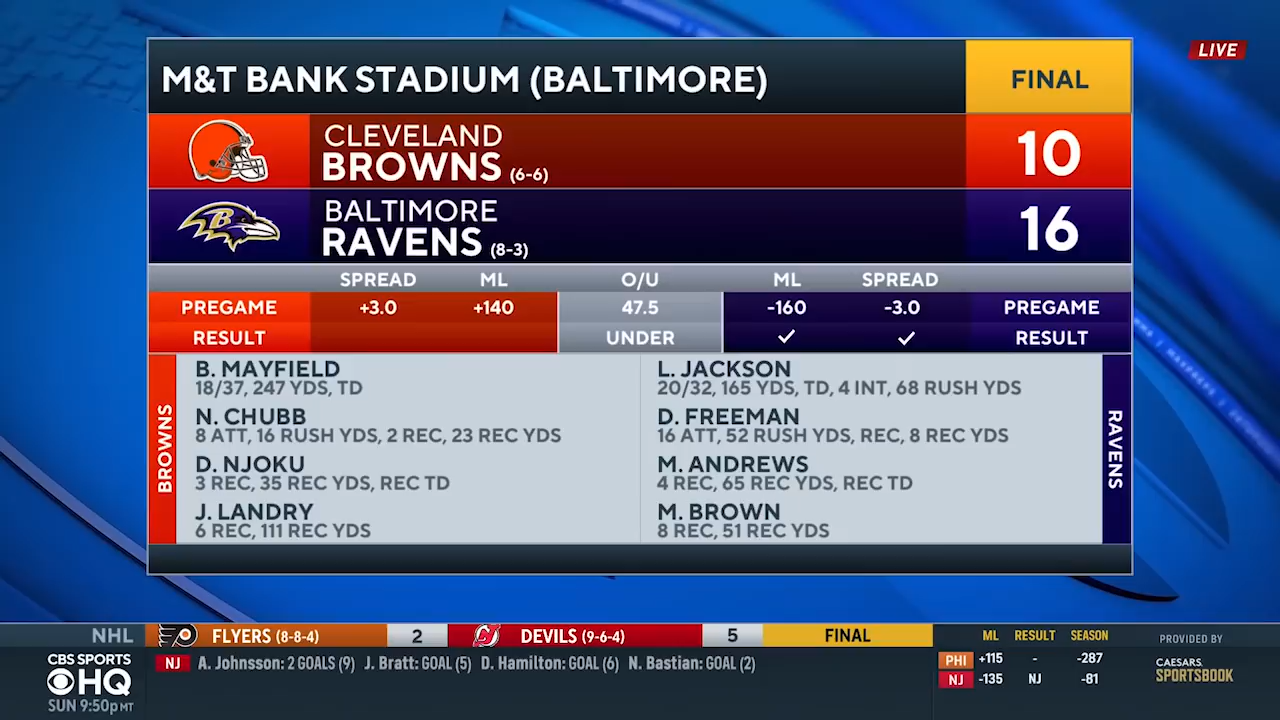 LIVE
M&T BANK STADIUM (BALTIMORE) FINAL
CLEVELAND
BROWNS (6-6) 10
BALTIMORE
RAVENS (8-3) 16
SPREAD ML O/U ML SPREAD
PREGAME +3.0 +140 47.5 -160 -3.0 PREGAME
RESULT UNDER ✓ ✓ RESULT
BROWNS
B. MAYFIELD
18/37, 247 YDS, TD
N. CHUBB
8 ATT, 16 RUSH YDS, 2 REC, 23 REC YDS
D. NJOKU
3 REC, 35 REC YDS, REC TD
J. LANDRY
6 REC, 111 REC YDS
L. JACKSON
20/32, 165 YDS, TD, 4 INT, 68 RUSH YDS
D. FREEMAN
16 ATT, 52 RUSH YDS, REC, 8 REC YDS
M. ANDREWS
4 REC, 65 REC YDS, REC TD
M. BROWN
8 REC, 51 REC YDS
RAVENS
NHL FLYERS (8-8-4) 2 DEVILS (9-6-4) 5 FINAL
NJ A. Johnsson: 2 GOALS (9) J. Bratt: GOAL (5) D. Hamilton: GOAL (6) N. Bastian: GOAL (2)
ML RESULT SEASON
PHI +115 - -287
NJ -135 NJ -81
PROVIDED BY
CAESARS
SPORTSBOOK
CBS SPORTS
HQ
SUN 9:50pMT